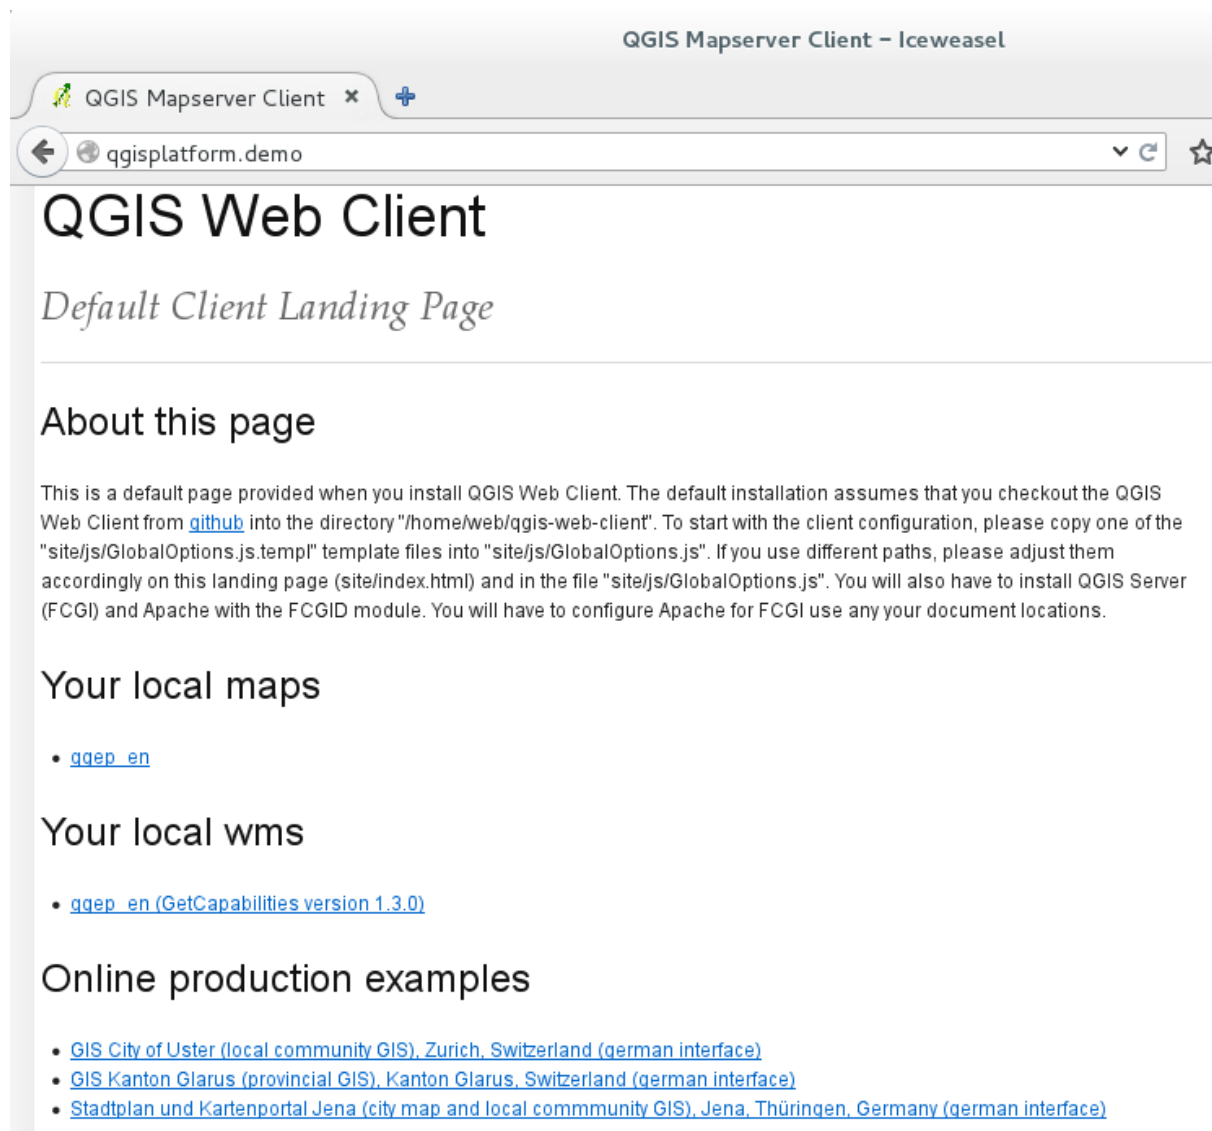 QGIS Mapserver Client - Iceweasel
QGIS Mapserver Client
qgisplatform.demo
QGIS Web Client
Default Client Landing Page
About this page
This is a default page provided when you install QGIS Web Client. The default installation assumes that you checkout the QGIS
Web Client from github into the directory "/home/web/qgis-web-client". To start with the client configuration, please copy one of the
"site/js/GlobalOptions.js.templ" template files into "site/js/GlobalOptions.js". If you use different paths, please adjust them
accordingly on this landing page (site/index.html) and in the file "site/js/GlobalOptions.js". You will also have to install QGIS Server
(FCGI) and Apache with the FCGID module. You will have to configure Apache for FCGI use any your document locations.
Your local maps
• qgep_en
Your local wms
• qgep_en (GetCapabilities version 1.3.0)
Online production examples
• GIS City of Uster (local community GIS), Zurich, Switzerland (german interface)
• GIS Kanton Glarus (provincial GIS), Kanton Glarus, Switzerland (german interface)
• Stadtplan und Kartenportal Jena (city map and local commmunity GIS), Jena, Thüringen, Germany (german interface)